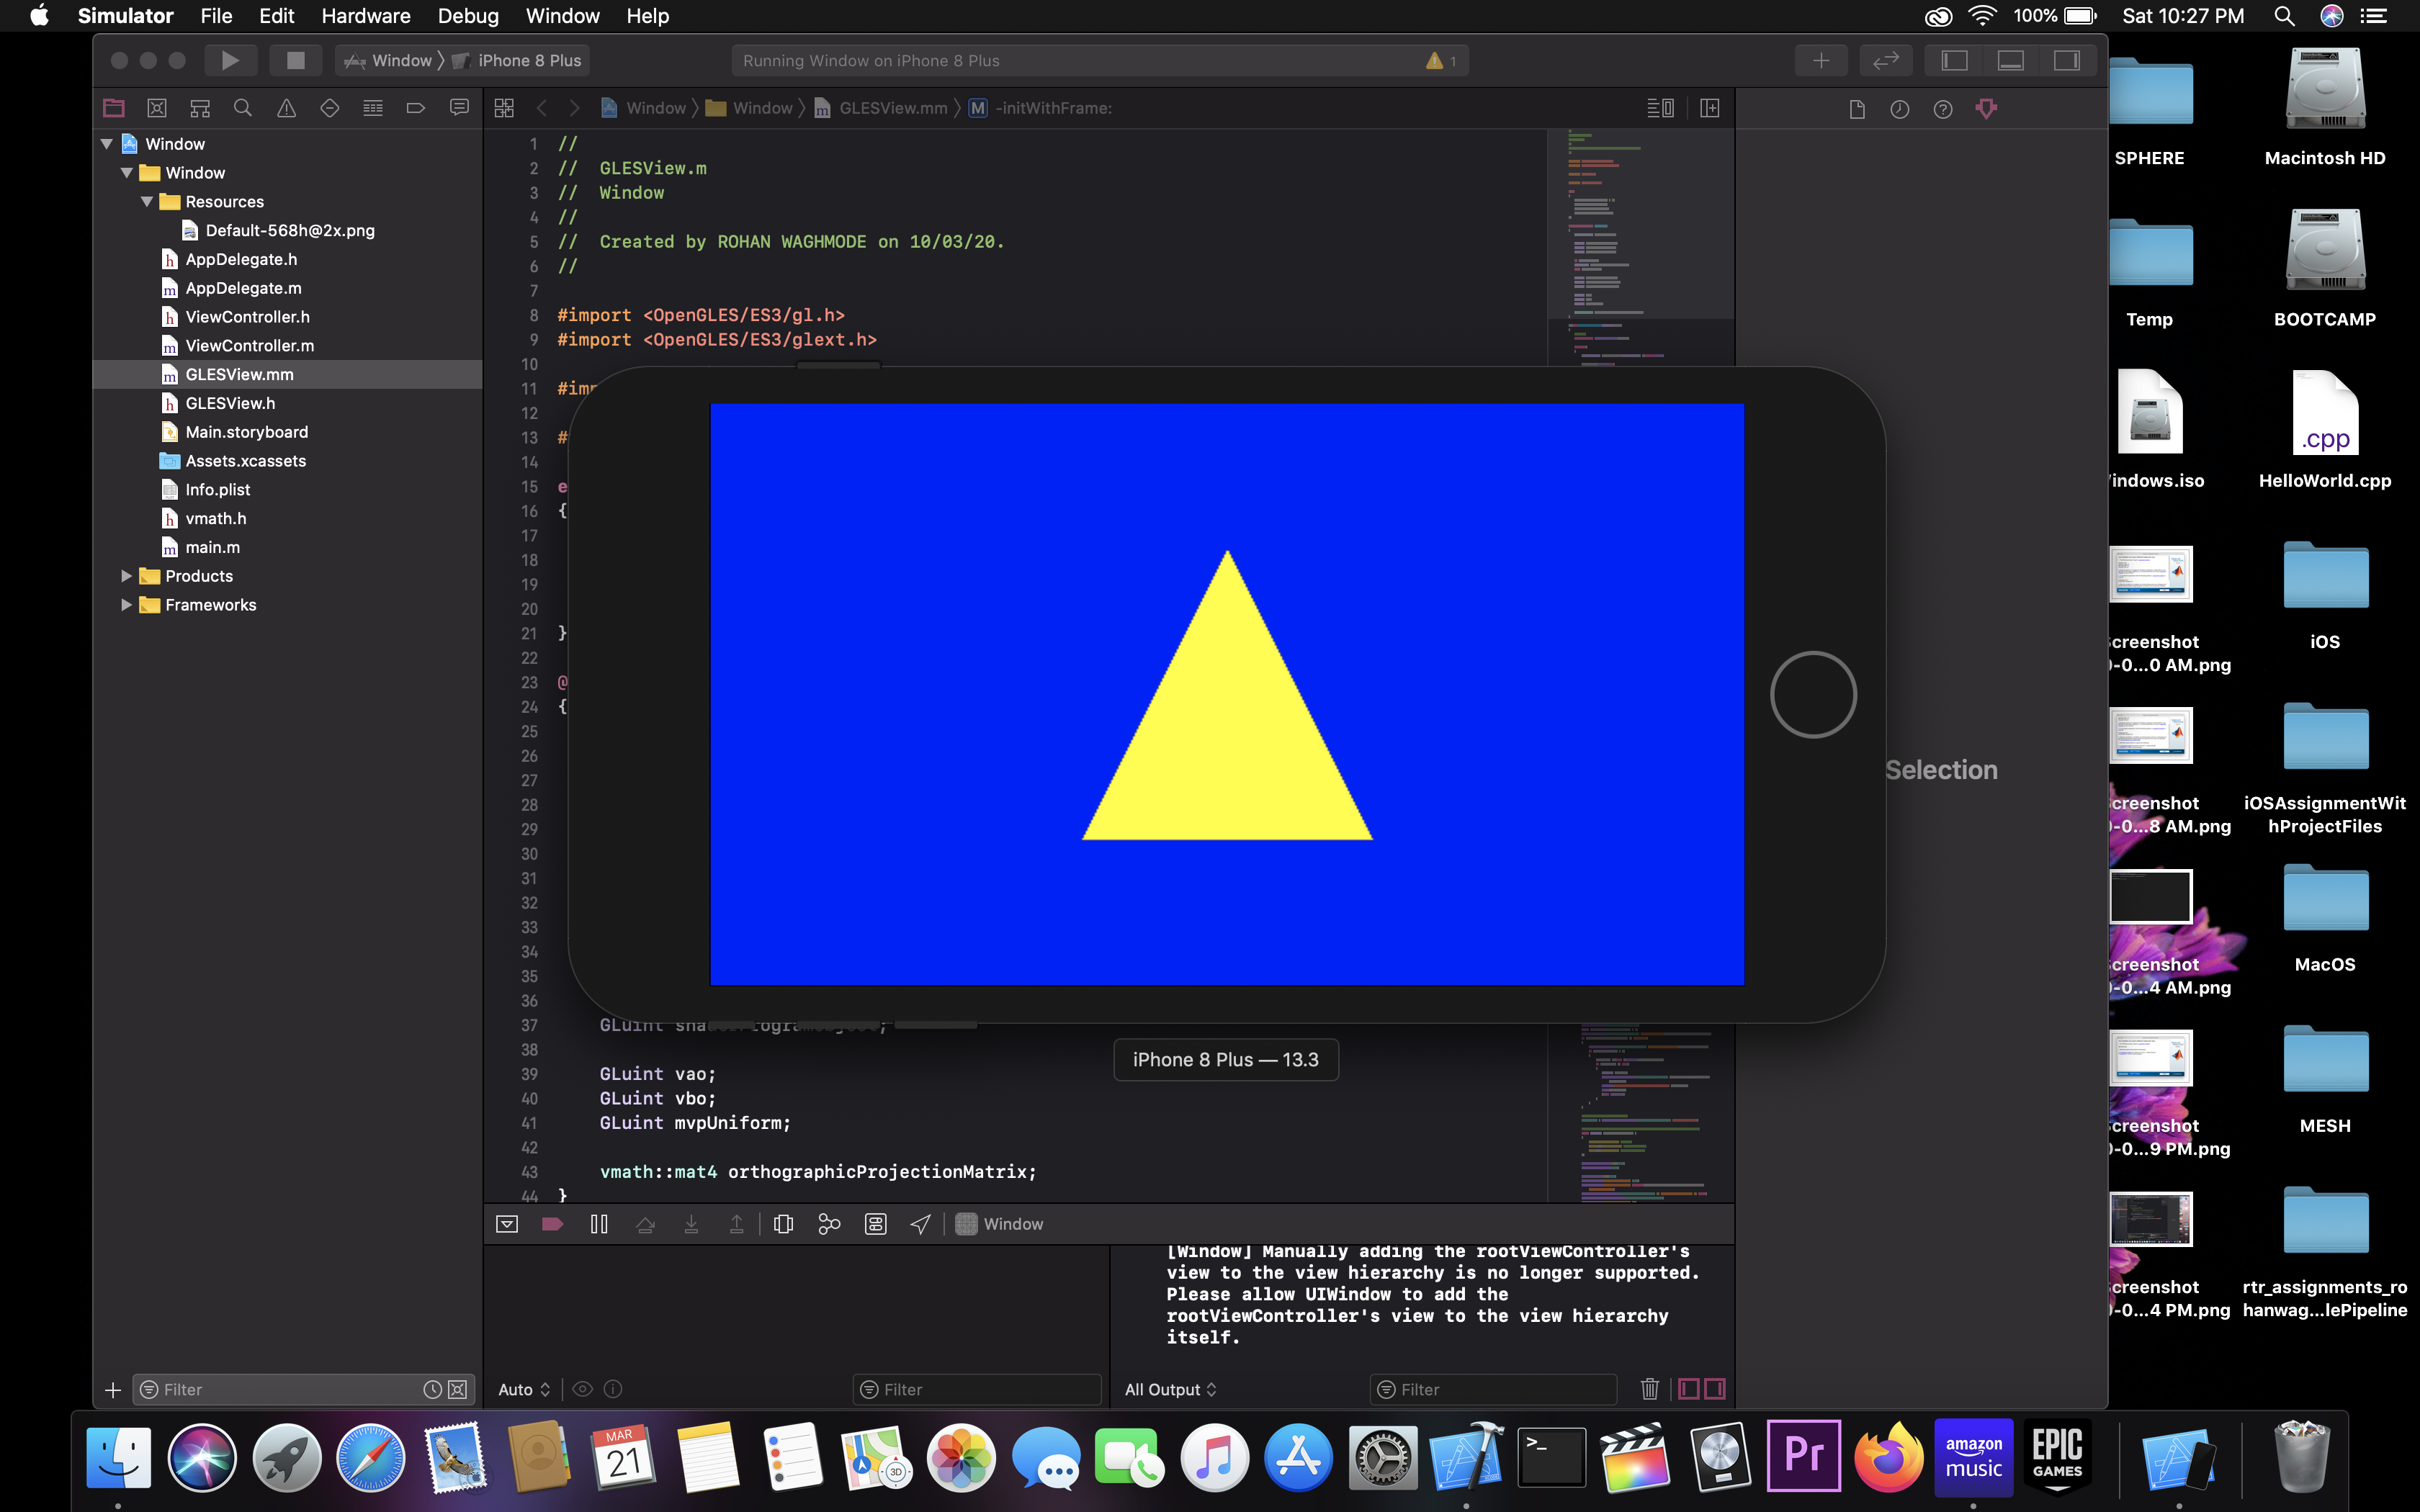 Simulator File Edit Hardware Debug Window Help
100% Sat 10:27 PM
Window iPhone 8 Plus
Running Window on iPhone 8 Plus 1
Window Window GLESView.mm M -initWithFrame:
Window
Window
Resources
Default-568h@2x.png
AppDelegate.h
AppDelegate.m
ViewController.h
ViewController.m
GLESView.mm
GLESView.h
Main.storyboard
Assets.xcassets
Info.plist
vmath.h
main.m
Products
Frameworks
Filter
1 //
2 // GLESView.m
3 // Window
4 //
5 // Created by ROHAN WAGHMODE on 10/03/20.
6 //
7
8 #import <OpenGLES/ES3/gl.h>
9 #import <OpenGLES/ES3/glext.h>
10
11 #im
12
13 #
14
15 e
16 {
17
18
19
20
21 }
22
23 @
24 {
25
26
27
28
29
30
31
32
33
34
35
36
37 GLuint
38
39 GLuint vao;
40 GLuint vbo;
41 GLuint mvpUniform;
42
43 vmath::mat4 orthographicProjectionMatrix;
44 }
iPhone 8 Plus — 13.3
Selection
Window
[Window] Manually adding the rootViewController's
view to the view hierarchy is no longer supported.
Please allow UIWindow to add the
rootViewController's view to the view hierarchy
itself.
Auto
Filter
All Output
Filter
SPHERE
Macintosh HD
Temp
BOOTCAMP
.cpp
indows.iso
HelloWorld.cpp
creenshot
0-0...0 AM.png
iOS
creenshot
0-0...8 AM.png
iOSAssignmentWit
hProjectFiles
creenshot
0-0...4 AM.png
MacOS
creenshot
0-0...9 PM.png
MESH
creenshot
0-0...4 PM.png
rtr_assignments_ro
hanwag...lePipeline
MAR
21
3D
>_
Pr
amazon
music
EPIC
GAMES